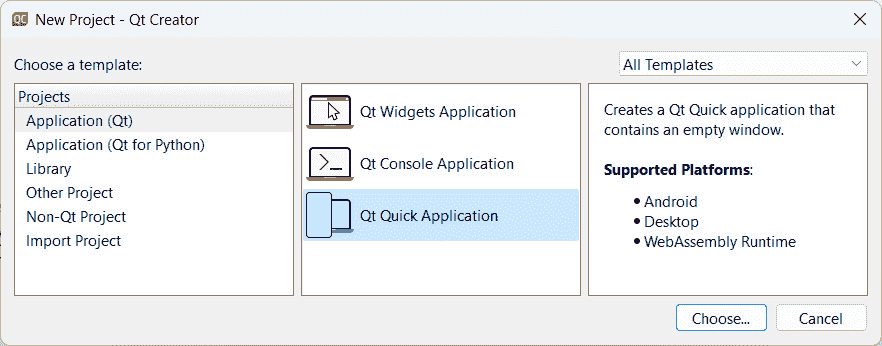 New Project - Qt Creator
Choose a template:
All Templates
Projects
Application (Qt)
Application (Qt for Python)
Library
Other Project
Non-Qt Project
Import Project
Qt Widgets Application
Qt Console Application
Qt Quick Application
Creates a Qt Quick application that
contains an empty window.
Supported Platforms:
• Android
• Desktop
• WebAssembly Runtime
Choose...
Cancel